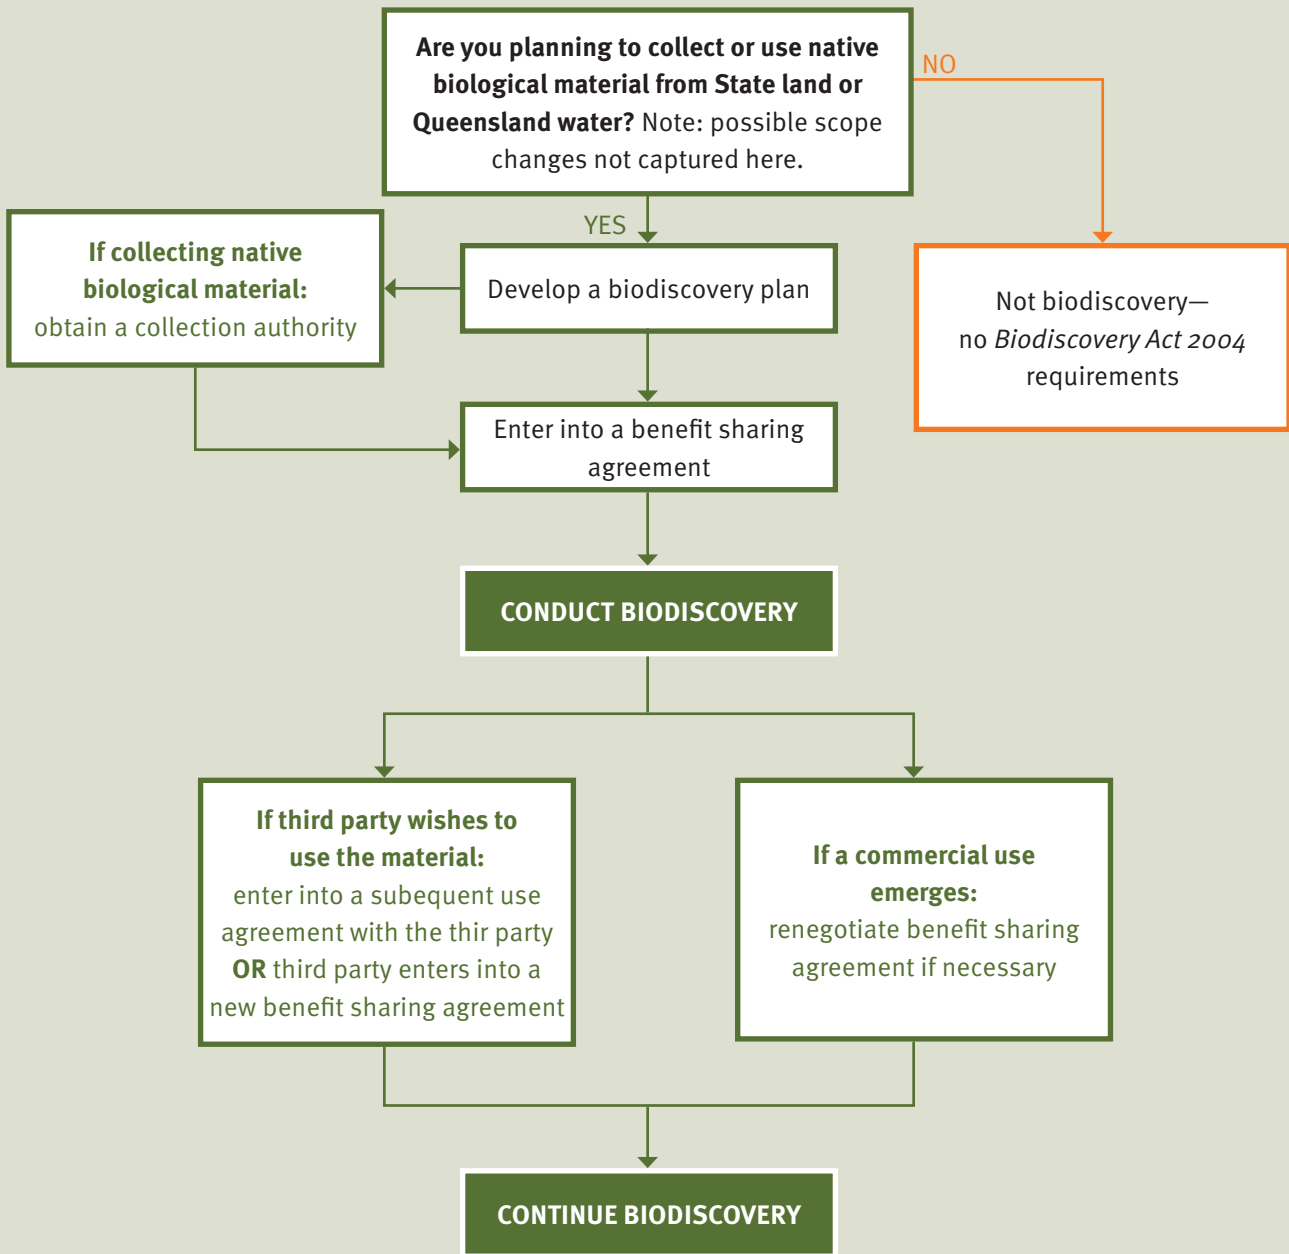 Are you planning to collect or use native
biological material from State land or
Queensland water? Note: possible scope
changes not captured here.
NO
YES
If collecting native
biological material:
obtain a collection authority
Develop a biodiscovery plan
Not biodiscovery—
no Biodiscovery Act 2004
requirements
Enter into a benefit sharing
agreement
CONDUCT BIODISCOVERY
If third party wishes to
use the material:
enter into a subequent use
agreement with the thir party
OR third party enters into a
new benefit sharing agreement
If a commercial use
emerges:
renegotiate benefit sharing
agreement if necessary
CONTINUE BIODISCOVERY